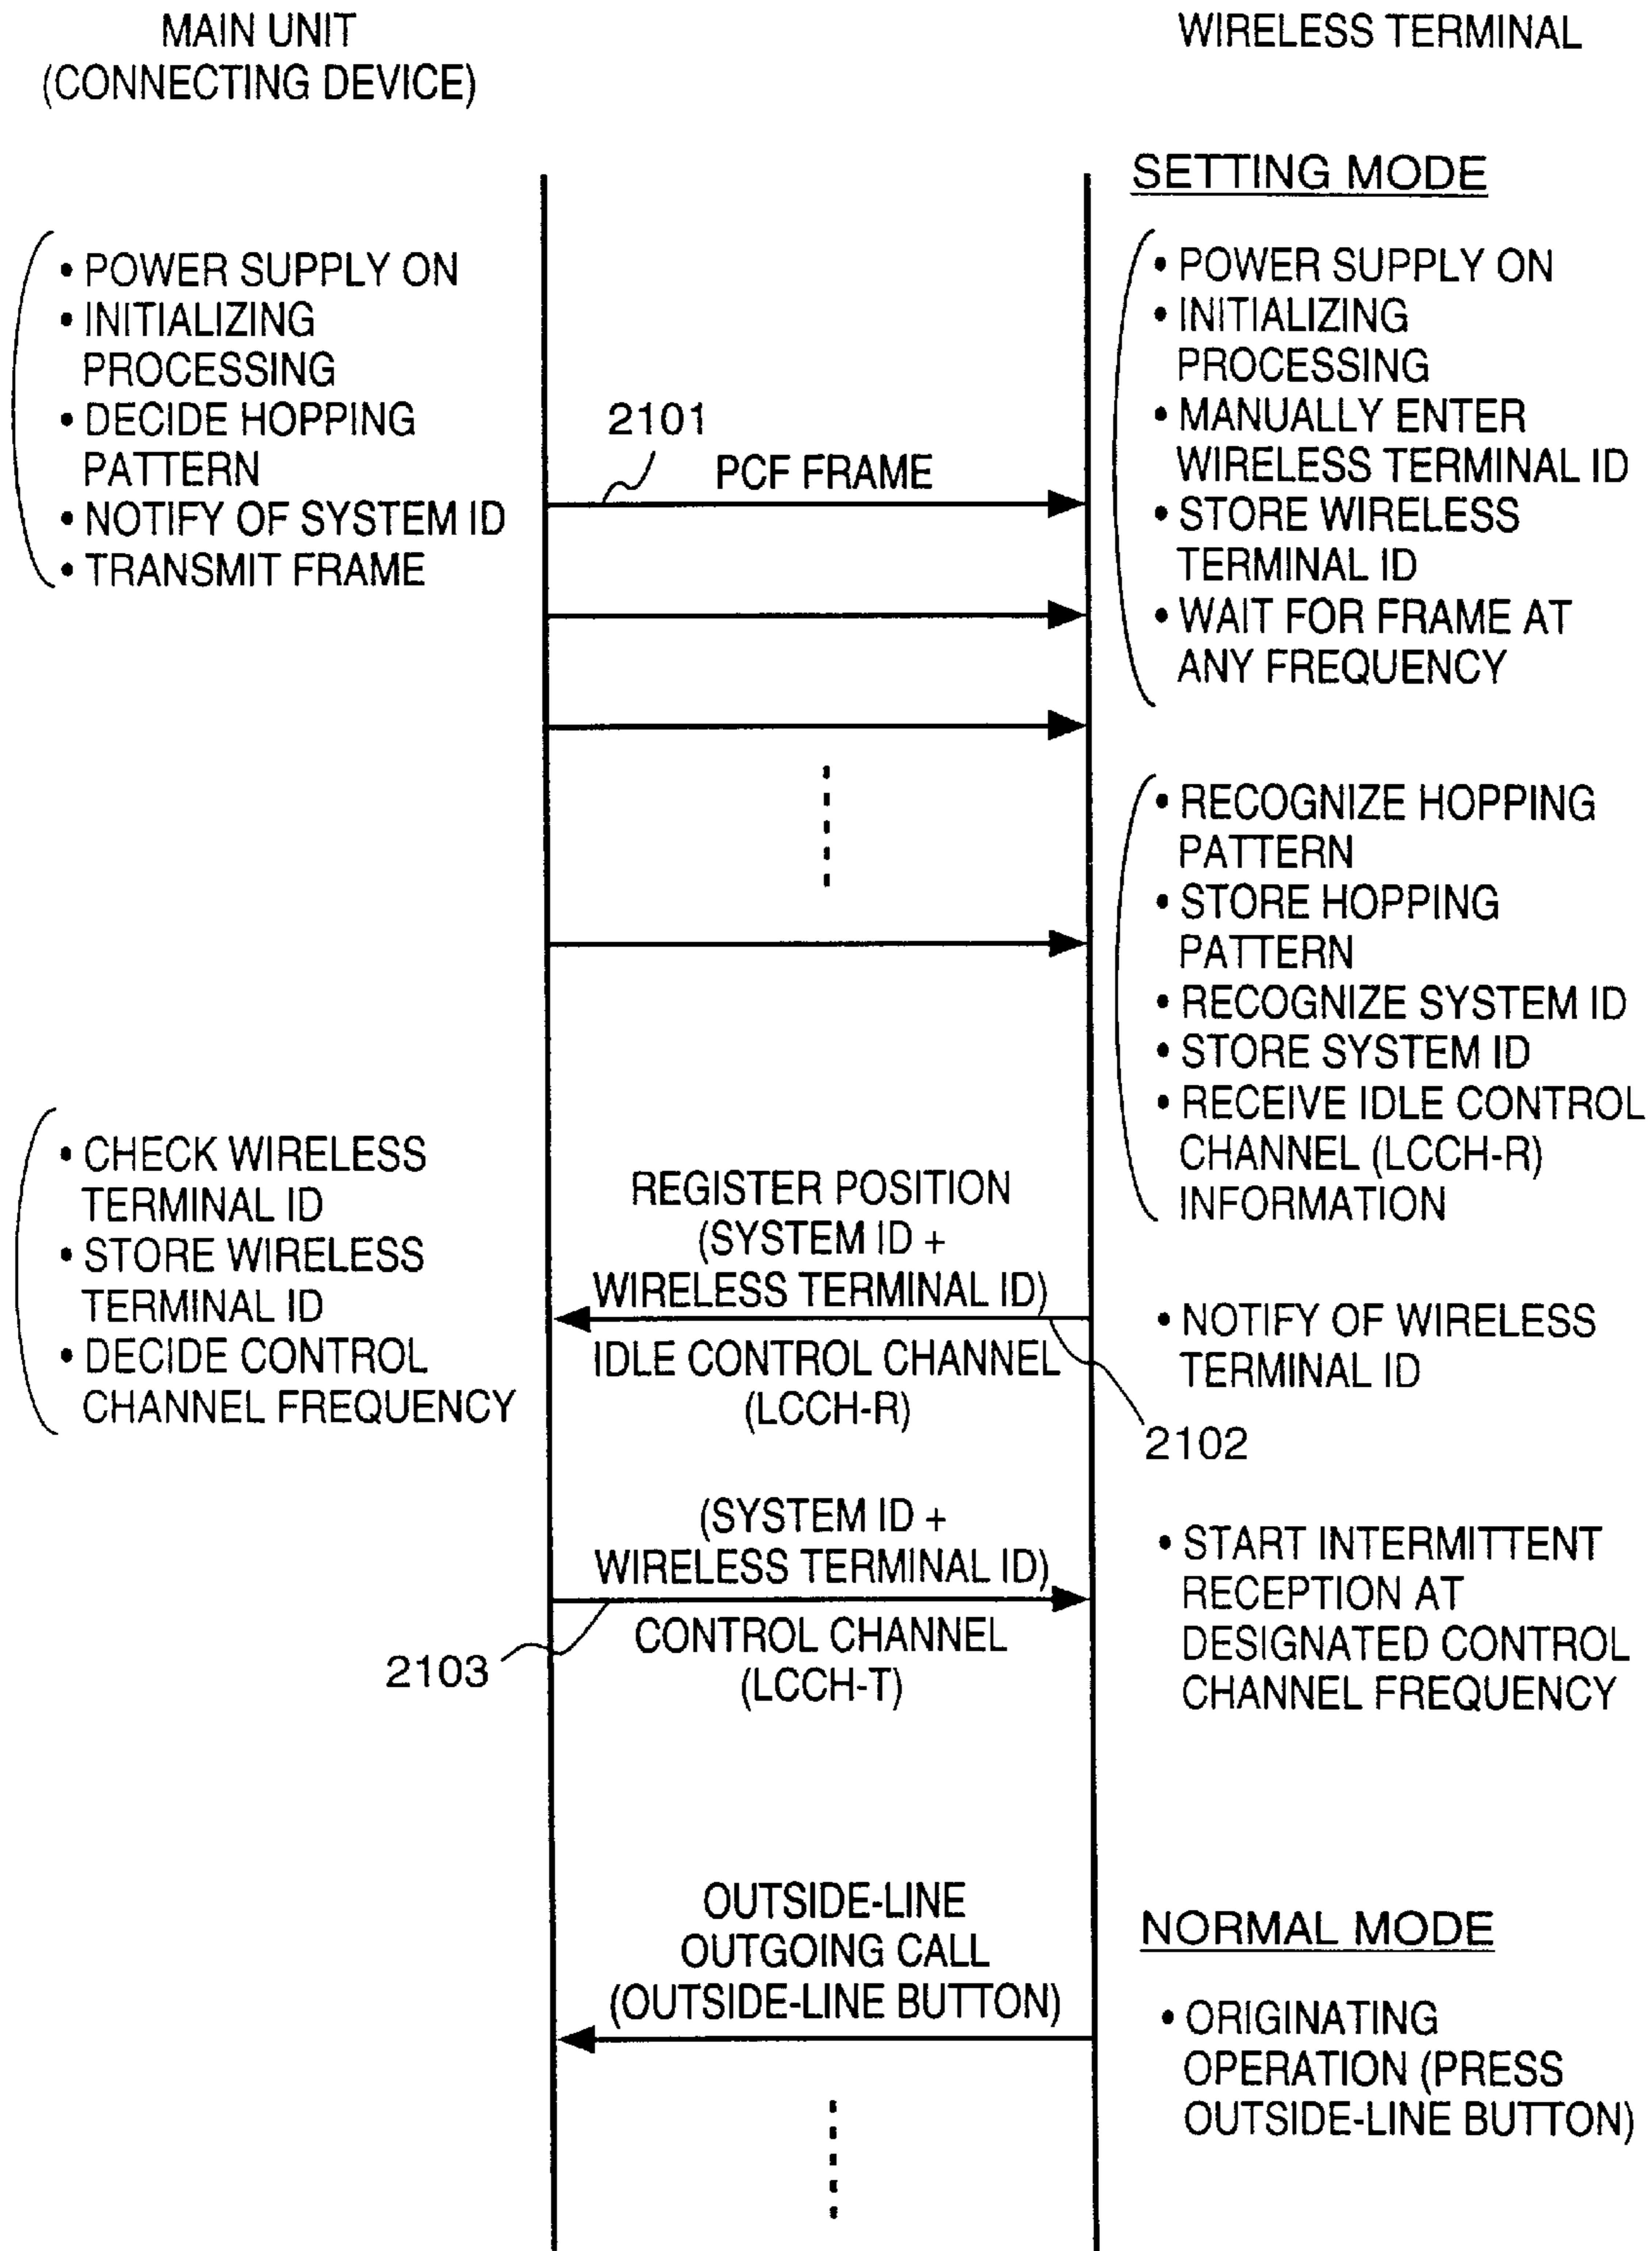 MAIN UNIT
(CONNECTING DEVICE)
WIRELESS TERMINAL
SETTING MODE
• POWER SUPPLY ON
• INITIALIZING
PROCESSING
• DECIDE HOPPING
PATTERN
• NOTIFY OF SYSTEM ID
• TRANSMIT FRAME
2101
PCF FRAME
• POWER SUPPLY ON
• INITIALIZING
PROCESSING
• MANUALLY ENTER
WIRELESS TERMINAL ID
• STORE WIRELESS
TERMINAL ID
• WAIT FOR FRAME AT
ANY FREQUENCY
• RECOGNIZE HOPPING
PATTERN
• STORE HOPPING
PATTERN
• RECOGNIZE SYSTEM ID
• STORE SYSTEM ID
• RECEIVE IDLE CONTROL
CHANNEL (LCCH-R)
INFORMATION
• CHECK WIRELESS
TERMINAL ID
• STORE WIRELESS
TERMINAL ID
• DECIDE CONTROL
CHANNEL FREQUENCY
REGISTER POSITION
(SYSTEM ID +
WIRELESS TERMINAL ID)
IDLE CONTROL CHANNEL
(LCCH-R)
• NOTIFY OF WIRELESS
TERMINAL ID
2102
(SYSTEM ID +
WIRELESS TERMINAL ID)
CONTROL CHANNEL
(LCCH-T)
2103
• START INTERMITTENT
RECEPTION AT
DESIGNATED CONTROL
CHANNEL FREQUENCY
OUTSIDE-LINE
OUTGOING CALL
(OUTSIDE-LINE BUTTON)
NORMAL MODE
• ORIGINATING
OPERATION (PRESS
OUTSIDE-LINE BUTTON)